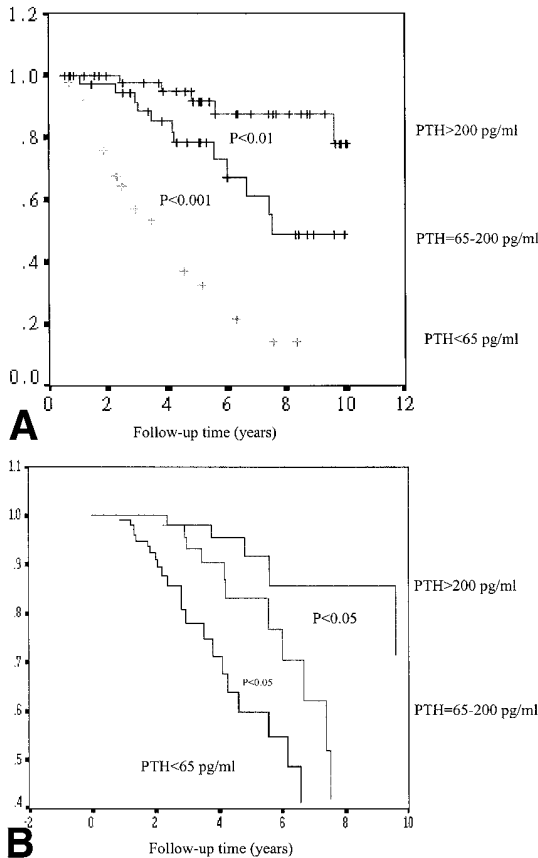 1.2
1.0
.8
.6
.4
.2
0.0
P<0.01
P<0.001
PTH>200 pg/ml
PTH=65-200 pg/ml
PTH<65 pg/ml
0 2 4 6 8 10 12
A
Follow-up time (years)
1.1
1.0
.9
.8
.7
.6
.5
.4
PTH>200 pg/ml
P<0.05
P<0.05
PTH=65-200 pg/ml
PTH<65 pg/ml
-2 0 2 4 6 8 10
B
Follow-up time (years)